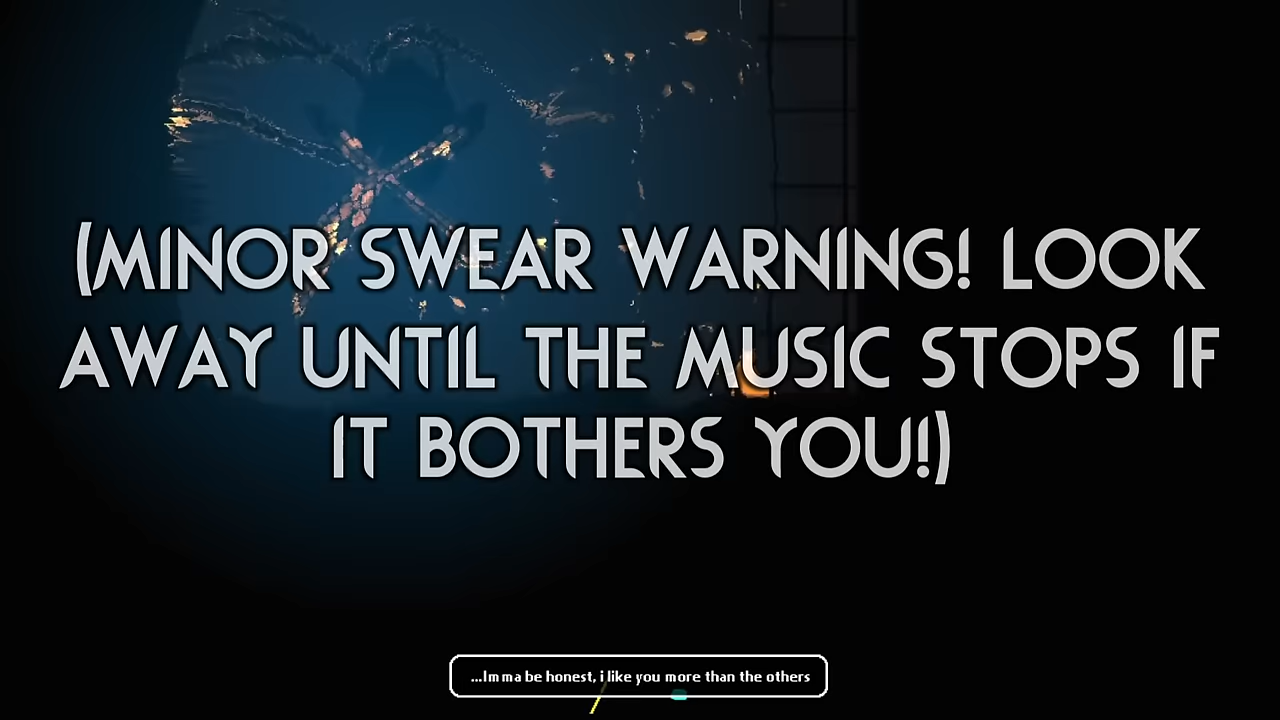 (MINOR SWEAR WARNING! LOOK
AWAY UNTIL THE MUSIC STOPS IF
IT BOTHERS YOU!)
...Imma be honest, i like you more than the others